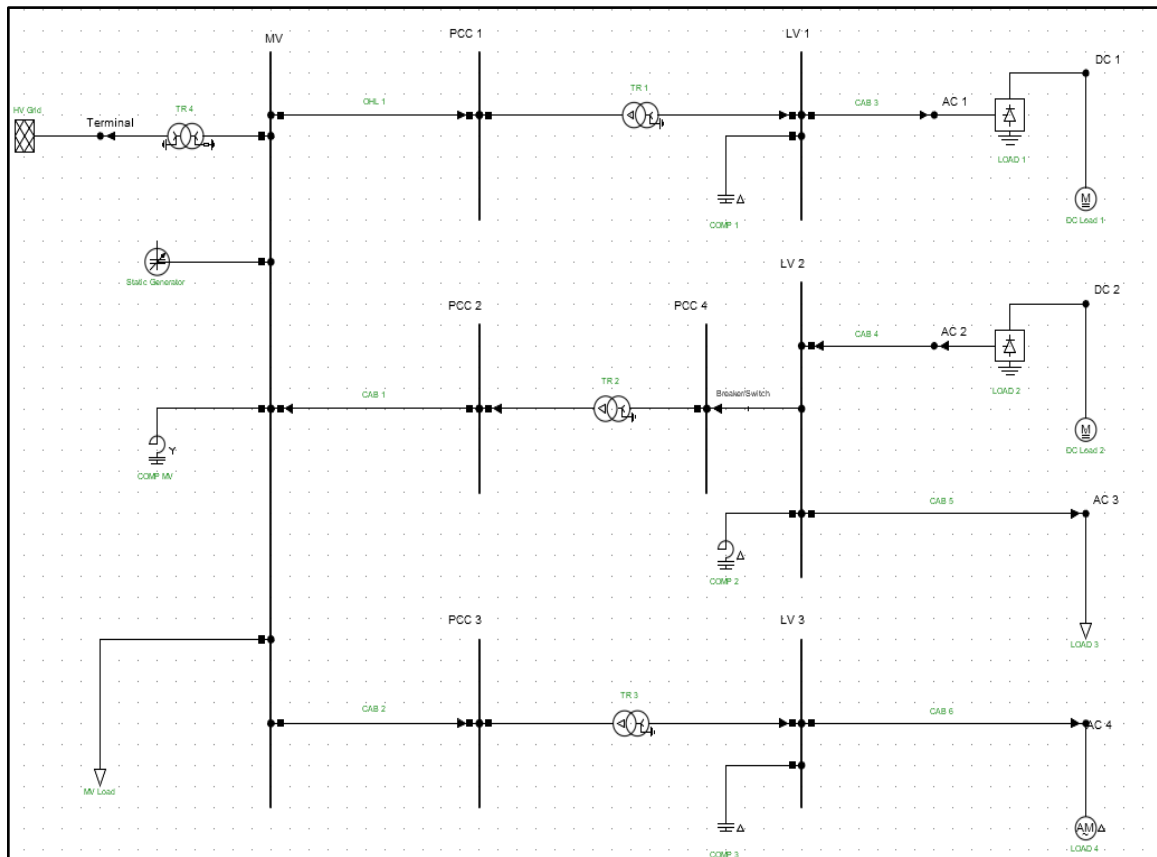 MV
PCC 1
LV 1
DC 1
HV Grid
TR 4
Terminal
OHL 1
TR 1
CAB 3
AC 1
LOAD 1
COMP 1
M
DC Load 1
Static Generator
LV 2
PCC 2
PCC 4
DC 2
CAB 4
AC 2
LOAD 2
CAB 1
TR 2
Breaker/Switch
M
DC Load 2
Y
COMP MV
CAB 5
AC 3
COMP 2
PCC 3
LV 3
LOAD 3
CAB 2
TR 3
CAB 6
AC 4
MV Load
COMP 3
AM
LOAD 4